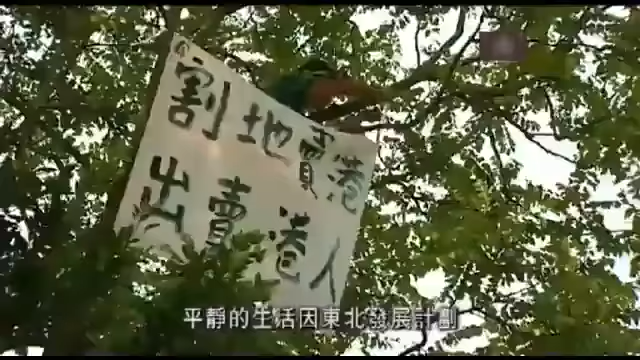 割地賣港
出賣港人
平靜的生活因東北發展計劃